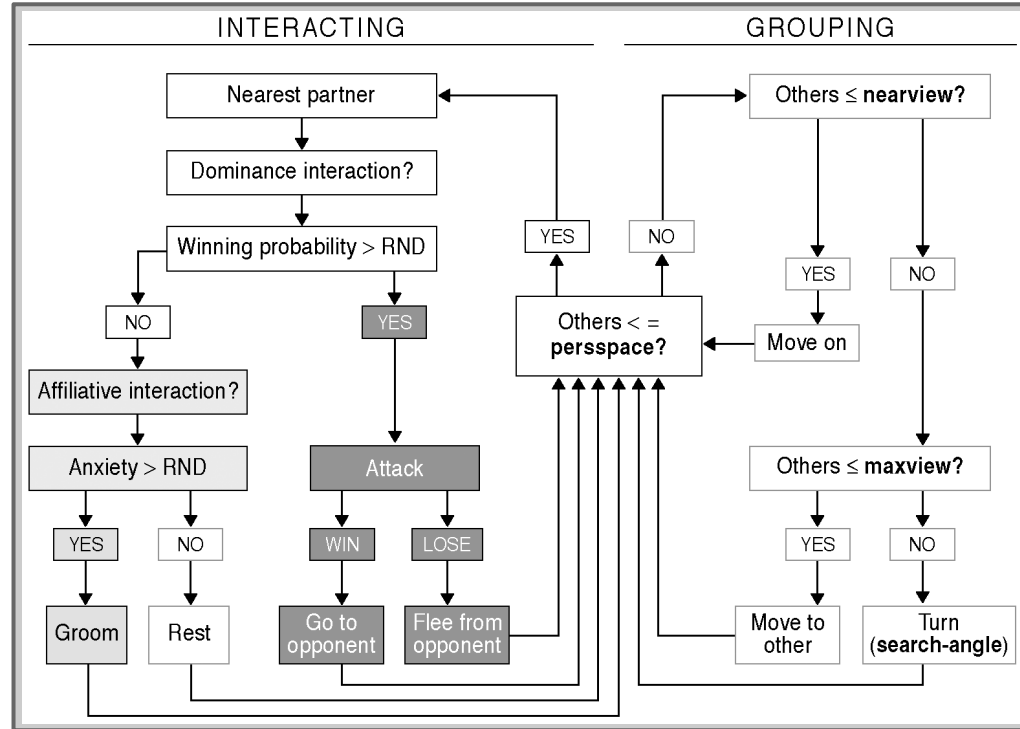 INTERACTING
GROUPING
Nearest partner
Others ≤ nearview?
Dominance interaction?
Winning probability > RND
YES
NO
YES
NO
NO
YES
Others < =
persspace?
Move on
Affiliative interaction?
Anxiety > RND
Attack
Others ≤ maxview?
YES
NO
WIN
LOSE
YES
NO
Groom
Rest
Go to
opponent
Flee from
opponent
Move to
other
Turn
(search-angle)